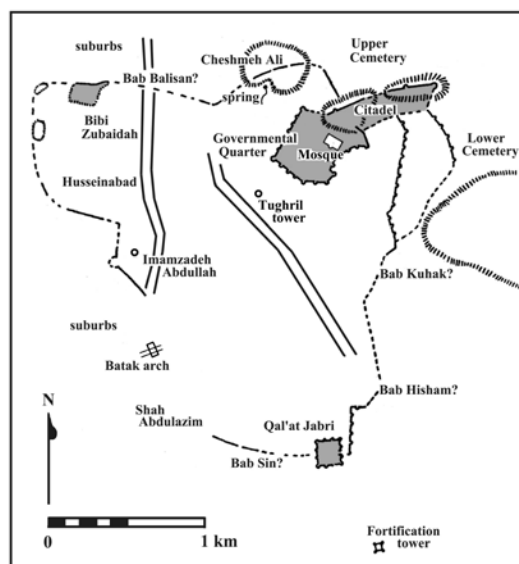 suburbs
Cheshmeh Ali
Upper
Cemetery
Bab Balisan?
spring
Citadel
Bibi
Zubaidah
Governmental
Quarter
Mosque
Lower
Cemetery
Husseinabad
Tughril
tower
Imamzadeh
Abdullah
Bab Kuhak?
suburbs
Batak arch
Bab Hisham?
N
Shah
Abdulazim
Qal'at Jabri
Bab Sin?
0
1 km
Fortification
tower